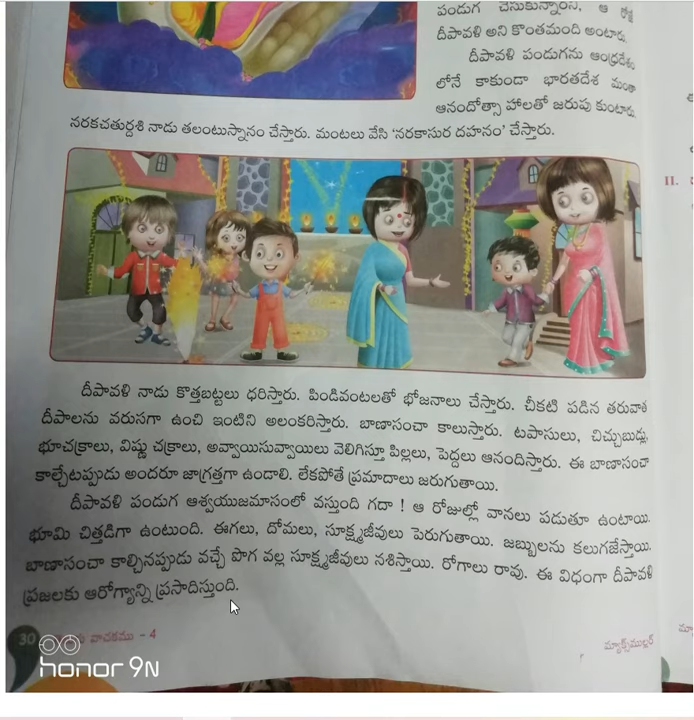 పండుగ చేసుకున్నారని, ఆ రోజే
దీపావళి అని కొంతమంది అంటారు.
దీపావళి పండుగను ఆంధ్రదేశం
లోనే కాకుండా భారతదేశ మంతా
ఆనందోత్సా హాలతో జరుపు కుంటారు.
నరకచతుర్దశి నాడు తలంటుస్నానం చేస్తారు. మంటలు వేసి ‘నరకాసుర దహనం’ చేస్తారు.
II.
దీపావళి నాడు కొత్తబట్టలు ధరిస్తారు. పిండివంటలతో భోజనాలు చేస్తారు. చీకటి పడిన తరువాత
దీపాలను వరుసగా ఉంచి ఇంటిని అలంకరిస్తారు. బాణాసంచా కాలుస్తారు. టపాసులు, చిచ్చుబుడ్లు,
భూచక్రాలు, విష్ణు చక్రాలు, అవ్వాయిసువ్వాయిలు వెలిగిస్తూ పిల్లలు, పెద్దలు ఆనందిస్తారు. ఈ బాణాసంచా
కాల్చేటప్పుడు అందరూ జాగ్రత్తగా ఉండాలి. లేకపోతే ప్రమాదాలు జరుగుతాయి.
దీపావళి పండుగ ఆశ్వయుజమాసంలో వస్తుంది గదా ! ఆ రోజుల్లో వానలు పడుతూ ఉంటాయి.
భూమి చిత్తడిగా ఉంటుంది. ఈగలు, దోమలు, సూక్ష్మజీవులు పెరుగుతాయి. జబ్బులను కలుగజేస్తాయి.
బాణాసంచా కాల్చినప్పుడు వచ్చే పొగ వల్ల సూక్ష్మజీవులు నశిస్తాయి. రోగాలు రావు. ఈ విధంగా దీపావళి
ప్రజలకు ఆరోగ్యాన్ని ప్రసాదిస్తుంది.
30 వాచకము - 4
మ్యాక్స్‌ముల్లర్
honor 9N